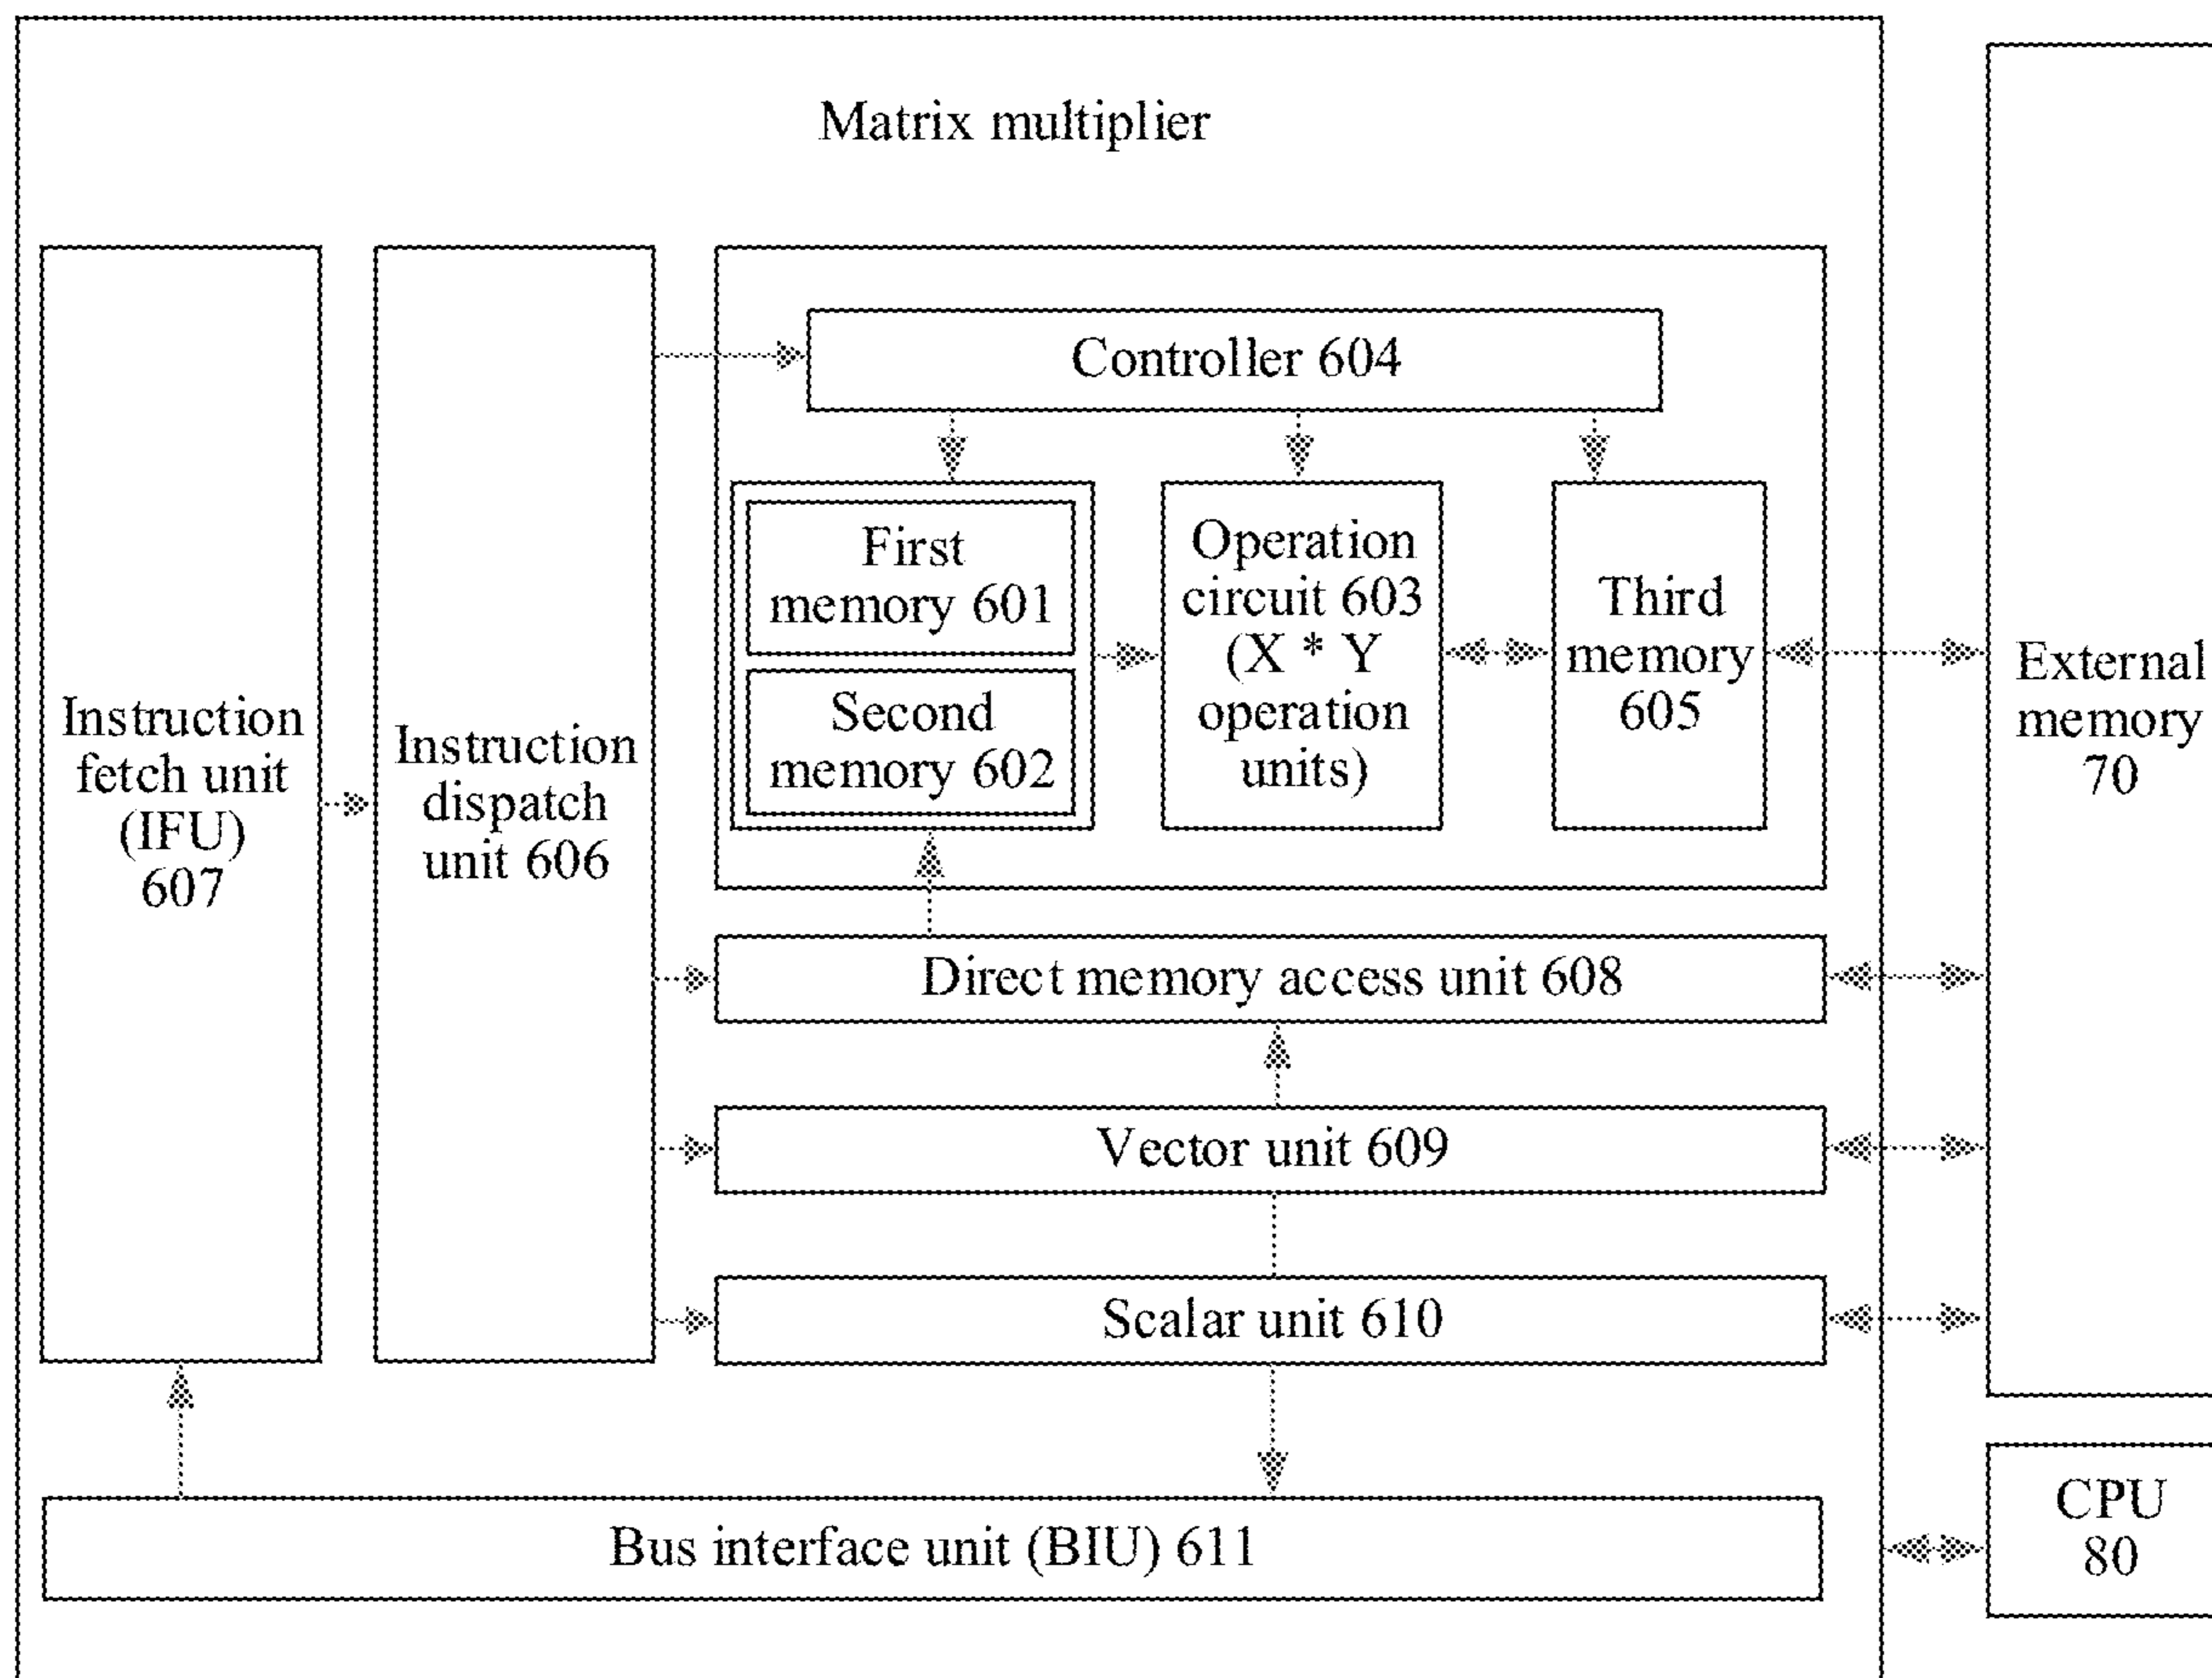 Matrix multiplier
Instruction
fetch unit
(IFU)
607
Instruction
dispatch
unit 606
Controller 604
First
memory 601
Second
memory 602
Operation
circuit 603
(X * Y
operation
units)
Third
memory
605
External
memory
70
Direct memory access unit 608
Vector unit 609
Scalar unit 610
Bus interface unit (BIU) 611
CPU
80